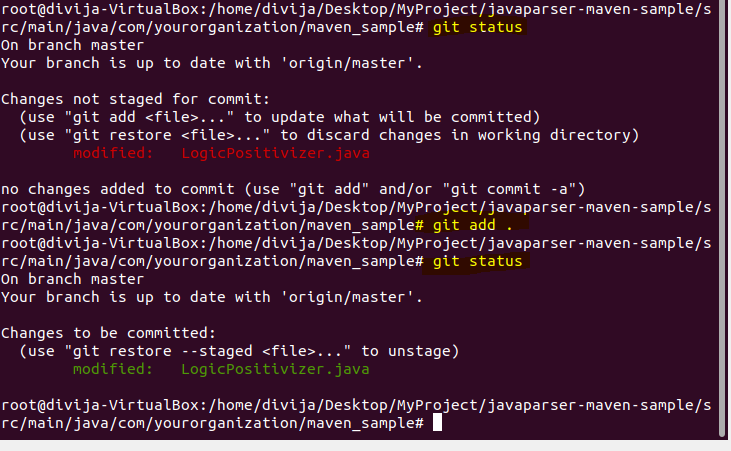 root@divija-VirtualBox:/home/divija/Desktop/MyProject/javaparser-maven-sample/s
rc/main/java/com/yourorganization/maven_sample# git status
On branch master
Your branch is up to date with 'origin/master'.
Changes not staged for commit:
  (use "git add <file>..." to update what will be committed)
  (use "git restore <file>..." to discard changes in working directory)
        modified:   LogicPositivizer.java
no changes added to commit (use "git add" and/or "git commit -a")
root@divija-VirtualBox:/home/divija/Desktop/MyProject/javaparser-maven-sample/s
rc/main/java/com/yourorganization/maven_sample# git add .
root@divija-VirtualBox:/home/divija/Desktop/MyProject/javaparser-maven-sample/s
rc/main/java/com/yourorganization/maven_sample# git status
On branch master
Your branch is up to date with 'origin/master'.
Changes to be committed:
  (use "git restore --staged <file>..." to unstage)
        modified:   LogicPositivizer.java
root@divija-VirtualBox:/home/divija/Desktop/MyProject/javaparser-maven-sample/s
rc/main/java/com/yourorganization/maven_sample#